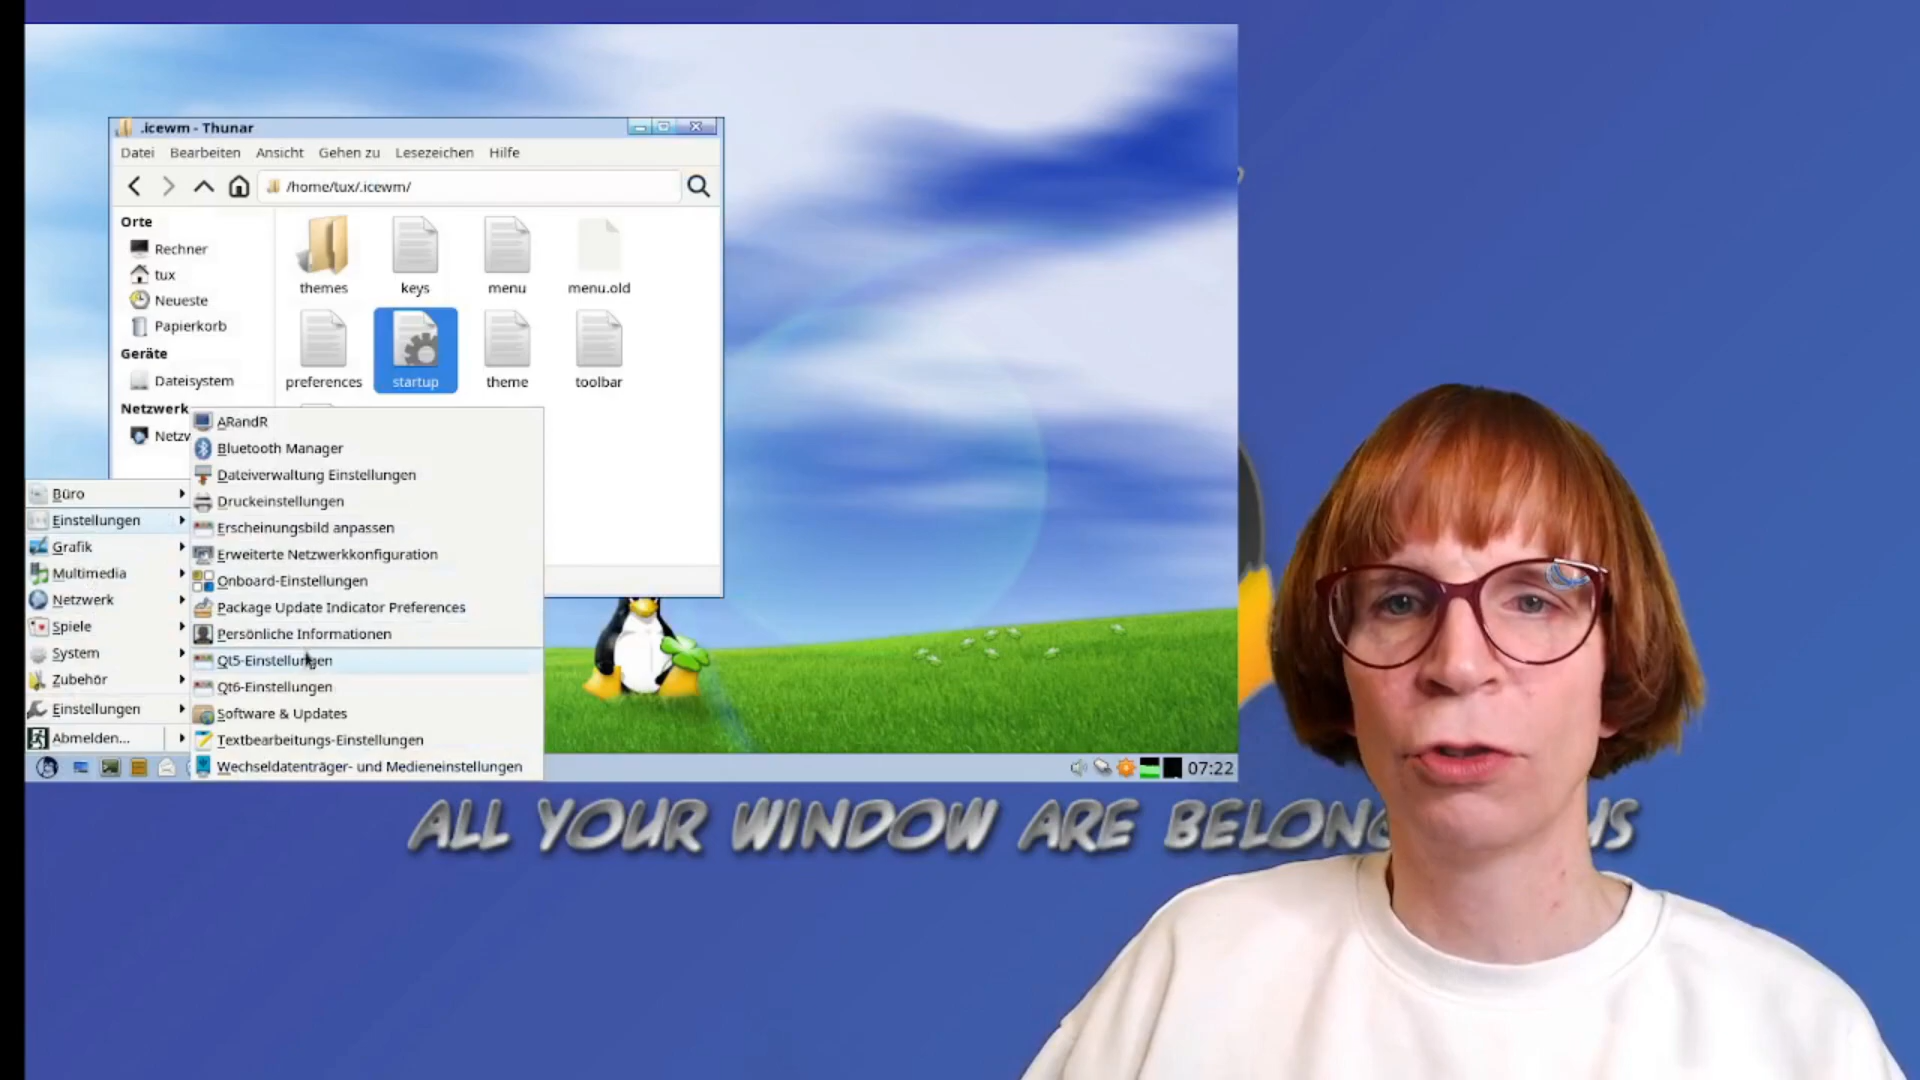 .icewm - Thunar
Datei Bearbeiten Ansicht Gehen zu Lesezeichen Hilfe
/home/tux/.icewm/
Orte
Rechner
tux
Neueste
Papierkorb
Geräte
Dateisystem
Netzwerk
Netzw
themes keys menu menu.old
preferences startup theme toolbar
ARandR
Bluetooth Manager
Dateiverwaltung Einstellungen
Druckeinstellungen
Erscheinungsbild anpassen
Erweiterte Netzwerkkonfiguration
Onboard-Einstellungen
Package Update Indicator Preferences
Persönliche Informationen
Qt5-Einstellungen
Qt6-Einstellungen
Software & Updates
Textbearbeitungs-Einstellungen
Wechseldatenträger- und Medieneinstellungen
Büro
Einstellungen
Grafik
Multimedia
Netzwerk
Spiele
System
Zubehör
Einstellungen
Abmelden...
07:22
ALL YOUR WINDOW ARE BELONG US